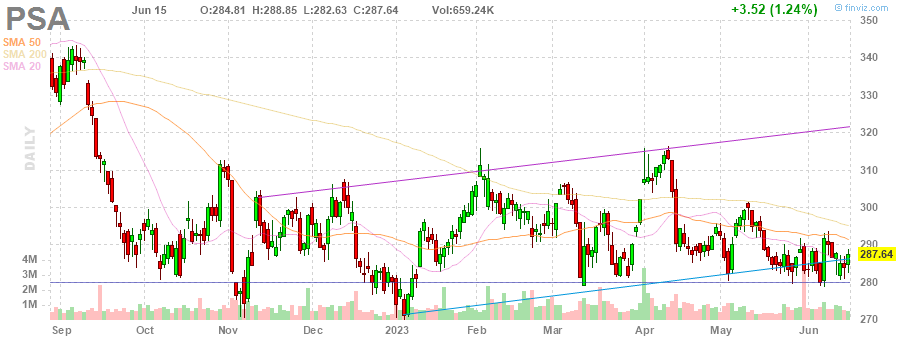 PSA Jun 15 O:284.81 H:288.85 L:282.63 C:287.64 Vol:659.24K +3.52 (1.24%) © finviz.com
SMA 50
SMA 200
SMA 20
DAILY
350
340
330
320
310
300
290
287.64
280
270
4M
3M
2M
1M
Sep Oct Nov Dec 2023 Feb Mar Apr May Jun